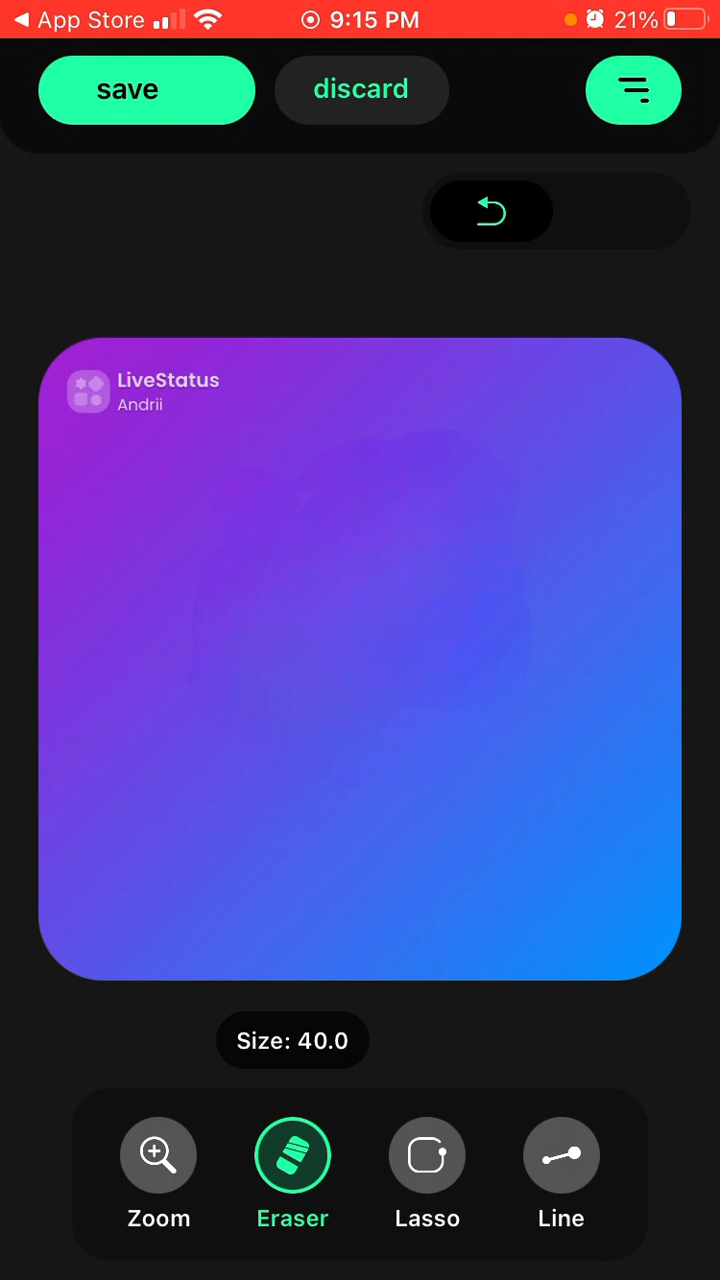 App Store
9:15 PM
21%
save
discard
LiveStatus
Andrii
Size: 40.0
Zoom
Eraser
Lasso
Line